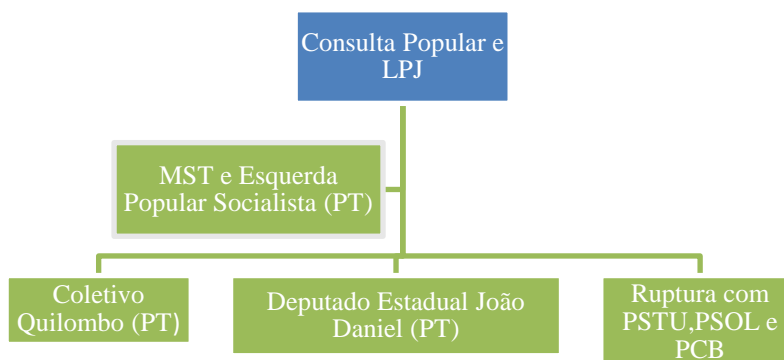 Consulta Popular e
LPJ
MST e Esquerda
Popular Socialista (PT)
Coletivo
Quilombo (PT)
Deputado Estadual João
Daniel (PT)
Ruptura com
PSTU,PSOL e
PCB